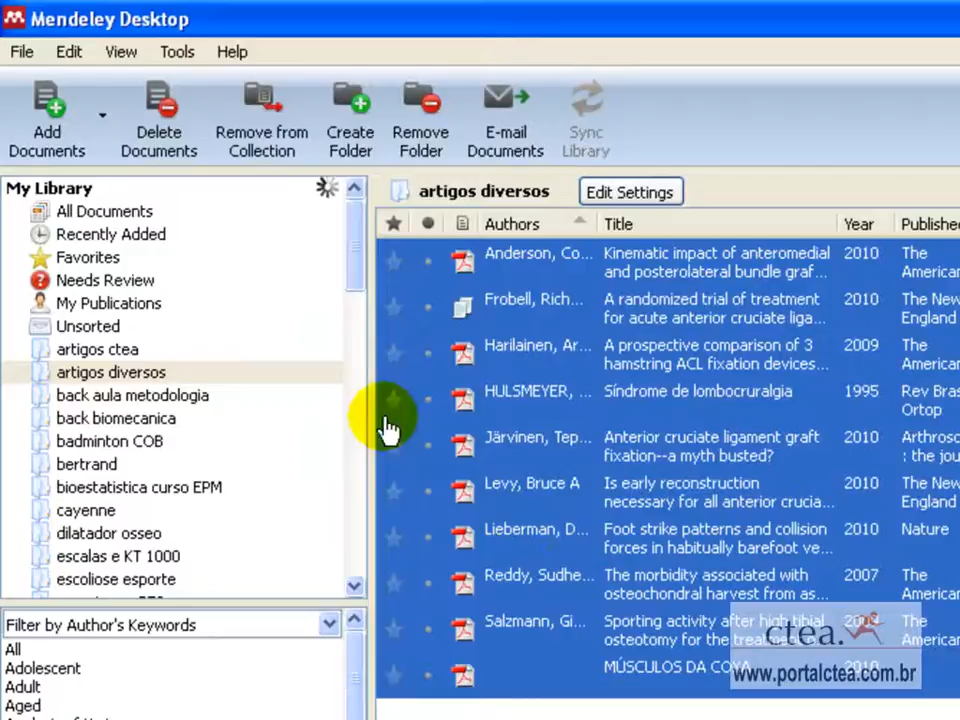 Mendeley Desktop
File Edit View Tools Help
Add Documents
Delete Documents
Remove from Collection
Create Folder
Remove Folder
E-mail Documents
Sync Library
My Library
All Documents
Recently Added
Favorites
Needs Review
My Publications
Unsorted
artigos ctea
artigos diversos
back aula metodologia
back biomecanica
badminton COB
bertrand
bioestatistica curso EPM
cayenne
dilatador osseo
escalas e KT 1000
escoliose esporte
Filter by Author's Keywords
All
Adolescent
Adult
Aged
artigos diversos Edit Settings
Authors Title Year Published
Anderson, Co... Kinematic impact of anteromedial 2010 The
and posterolateral bundle graf... American
Frobell, Rich... A randomized trial of treatment 2010 The New
for acute anterior cruciate liga... England
Harilainen, Ar... A prospective comparison of 3 2009 The
hamstring ACL fixation devices... American
HULSMEYER, ... Síndrome de lombocruralgia 1995 Rev Bras
Ortop
Järvinen, Tep... Anterior cruciate ligament graft 2010 Arthrosc
fixation--a myth busted? : the jou
Levy, Bruce A Is early reconstruction 2010 The New
necessary for all anterior crucia... England
Lieberman, D... Foot strike patterns and collision 2010 Nature
forces in habitually barefoot ve...
Reddy, Sudhe... The morbidity associated with 2007 The
osteochondral harvest from as... American
Salzmann, Gi... Sporting activity after high tibial The
osteotomy for the American
MÚSCULOS DA
ctea.
www.portalctea.com.br